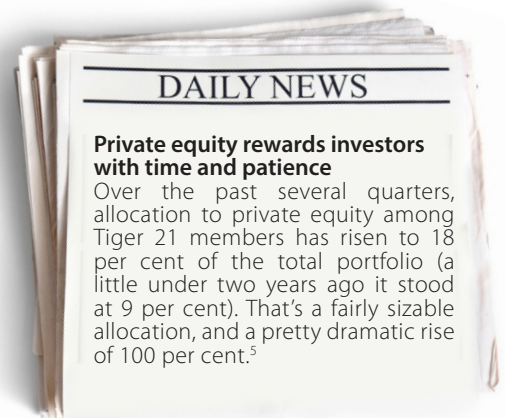 DAILY NEWS
Private equity rewards investors
with time and patience
Over the past several quarters,
allocation to private equity among
Tiger 21 members has risen to 18
per cent of the total portfolio (a
little under two years ago it stood
at 9 per cent). That's a fairly sizable
allocation, and a pretty dramatic rise
of 100 per cent.⁵